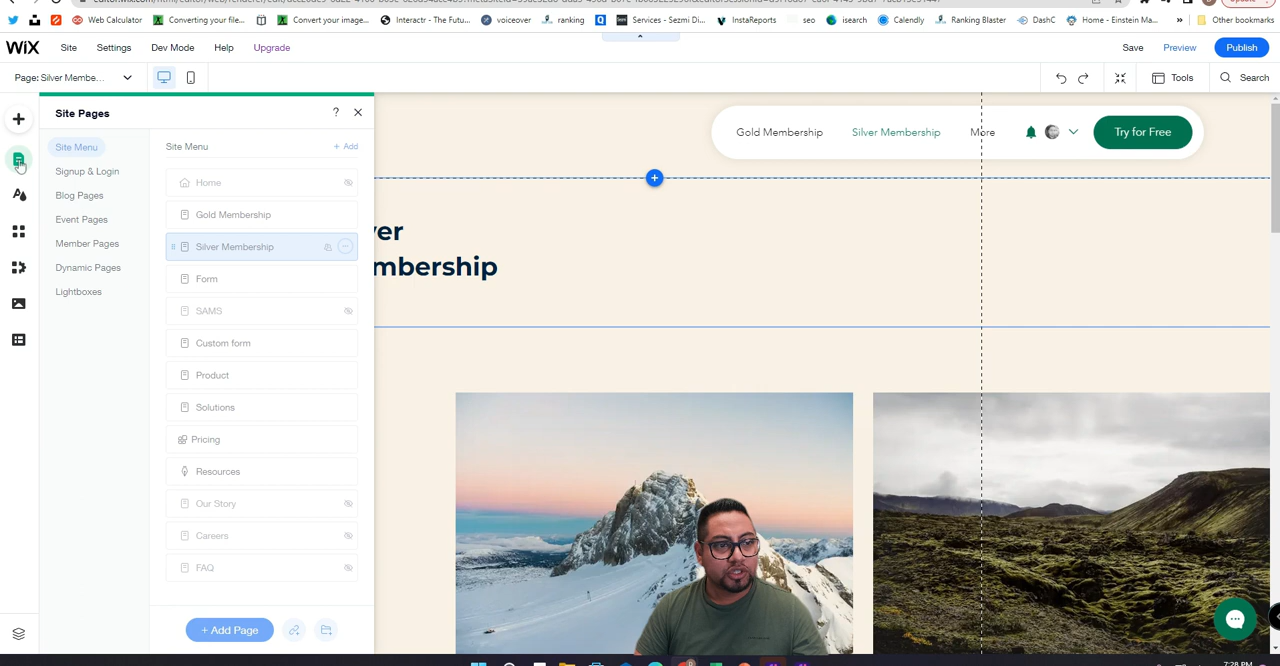 Web Calculator
Converting your file...
Convert your image...
Interactr - The Futu...
voiceover
ranking
Services - Sezmi Di...
InstaReports
seo
isearch
Calendly
Ranking Blaster
DashC
Home - Einstein Ma...
»
Other bookmarks
WiX
Site
Settings
Dev Mode
Help
Upgrade
Save
Preview
Publish
Page: Silver Membe...
Tools
Search
Site Pages
?
Site Menu
Signup & Login
Blog Pages
Event Pages
Member Pages
Dynamic Pages
Lightboxes
Site Menu
+ Add
Home
Gold Membership
Silver Membership
Form
SAMS
Custom form
Product
Solutions
Pricing
Resources
Our Story
Careers
FAQ
+ Add Page
Gold Membership
Silver Membership
More
Try for Free
ver
mbership
7:28 PM